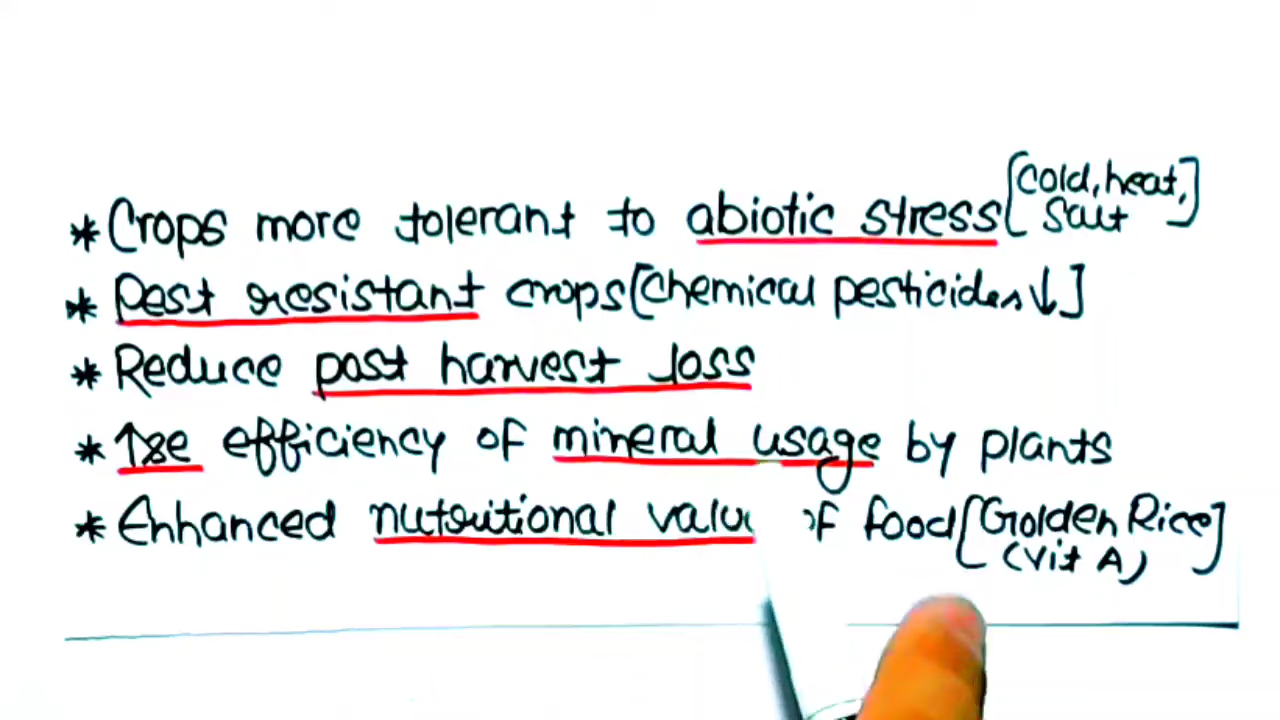 * Crops more tolerant to abiotic stress [cold, heat, salt]
* Pest resistant crops [Chemical pesticides ↓]
* Reduce post harvest loss
* ↑se efficiency of mineral usage by plants
* Enhanced nutritional value of food [Golden Rice (Vit A)]